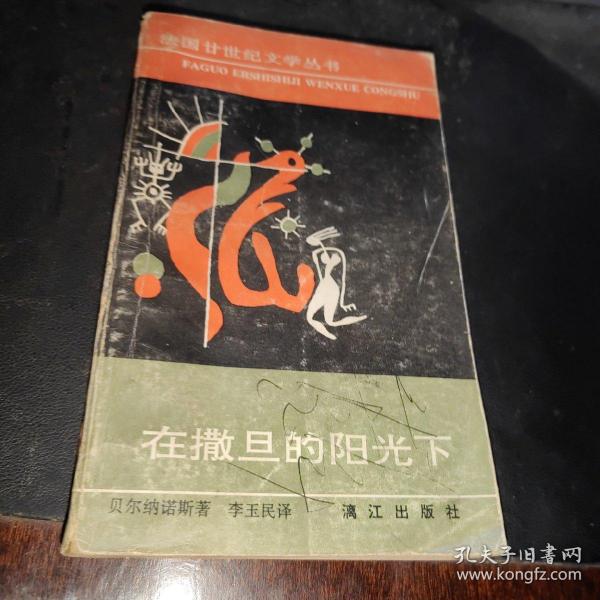 法国廿世纪文学丛书
FAGUO ERSHISHIJI WENXUE CONGSHU
在撒旦的阳光下
贝尔纳诺斯著 李玉民译 漓江出版社
孔夫子旧书网
www.kongfz.com